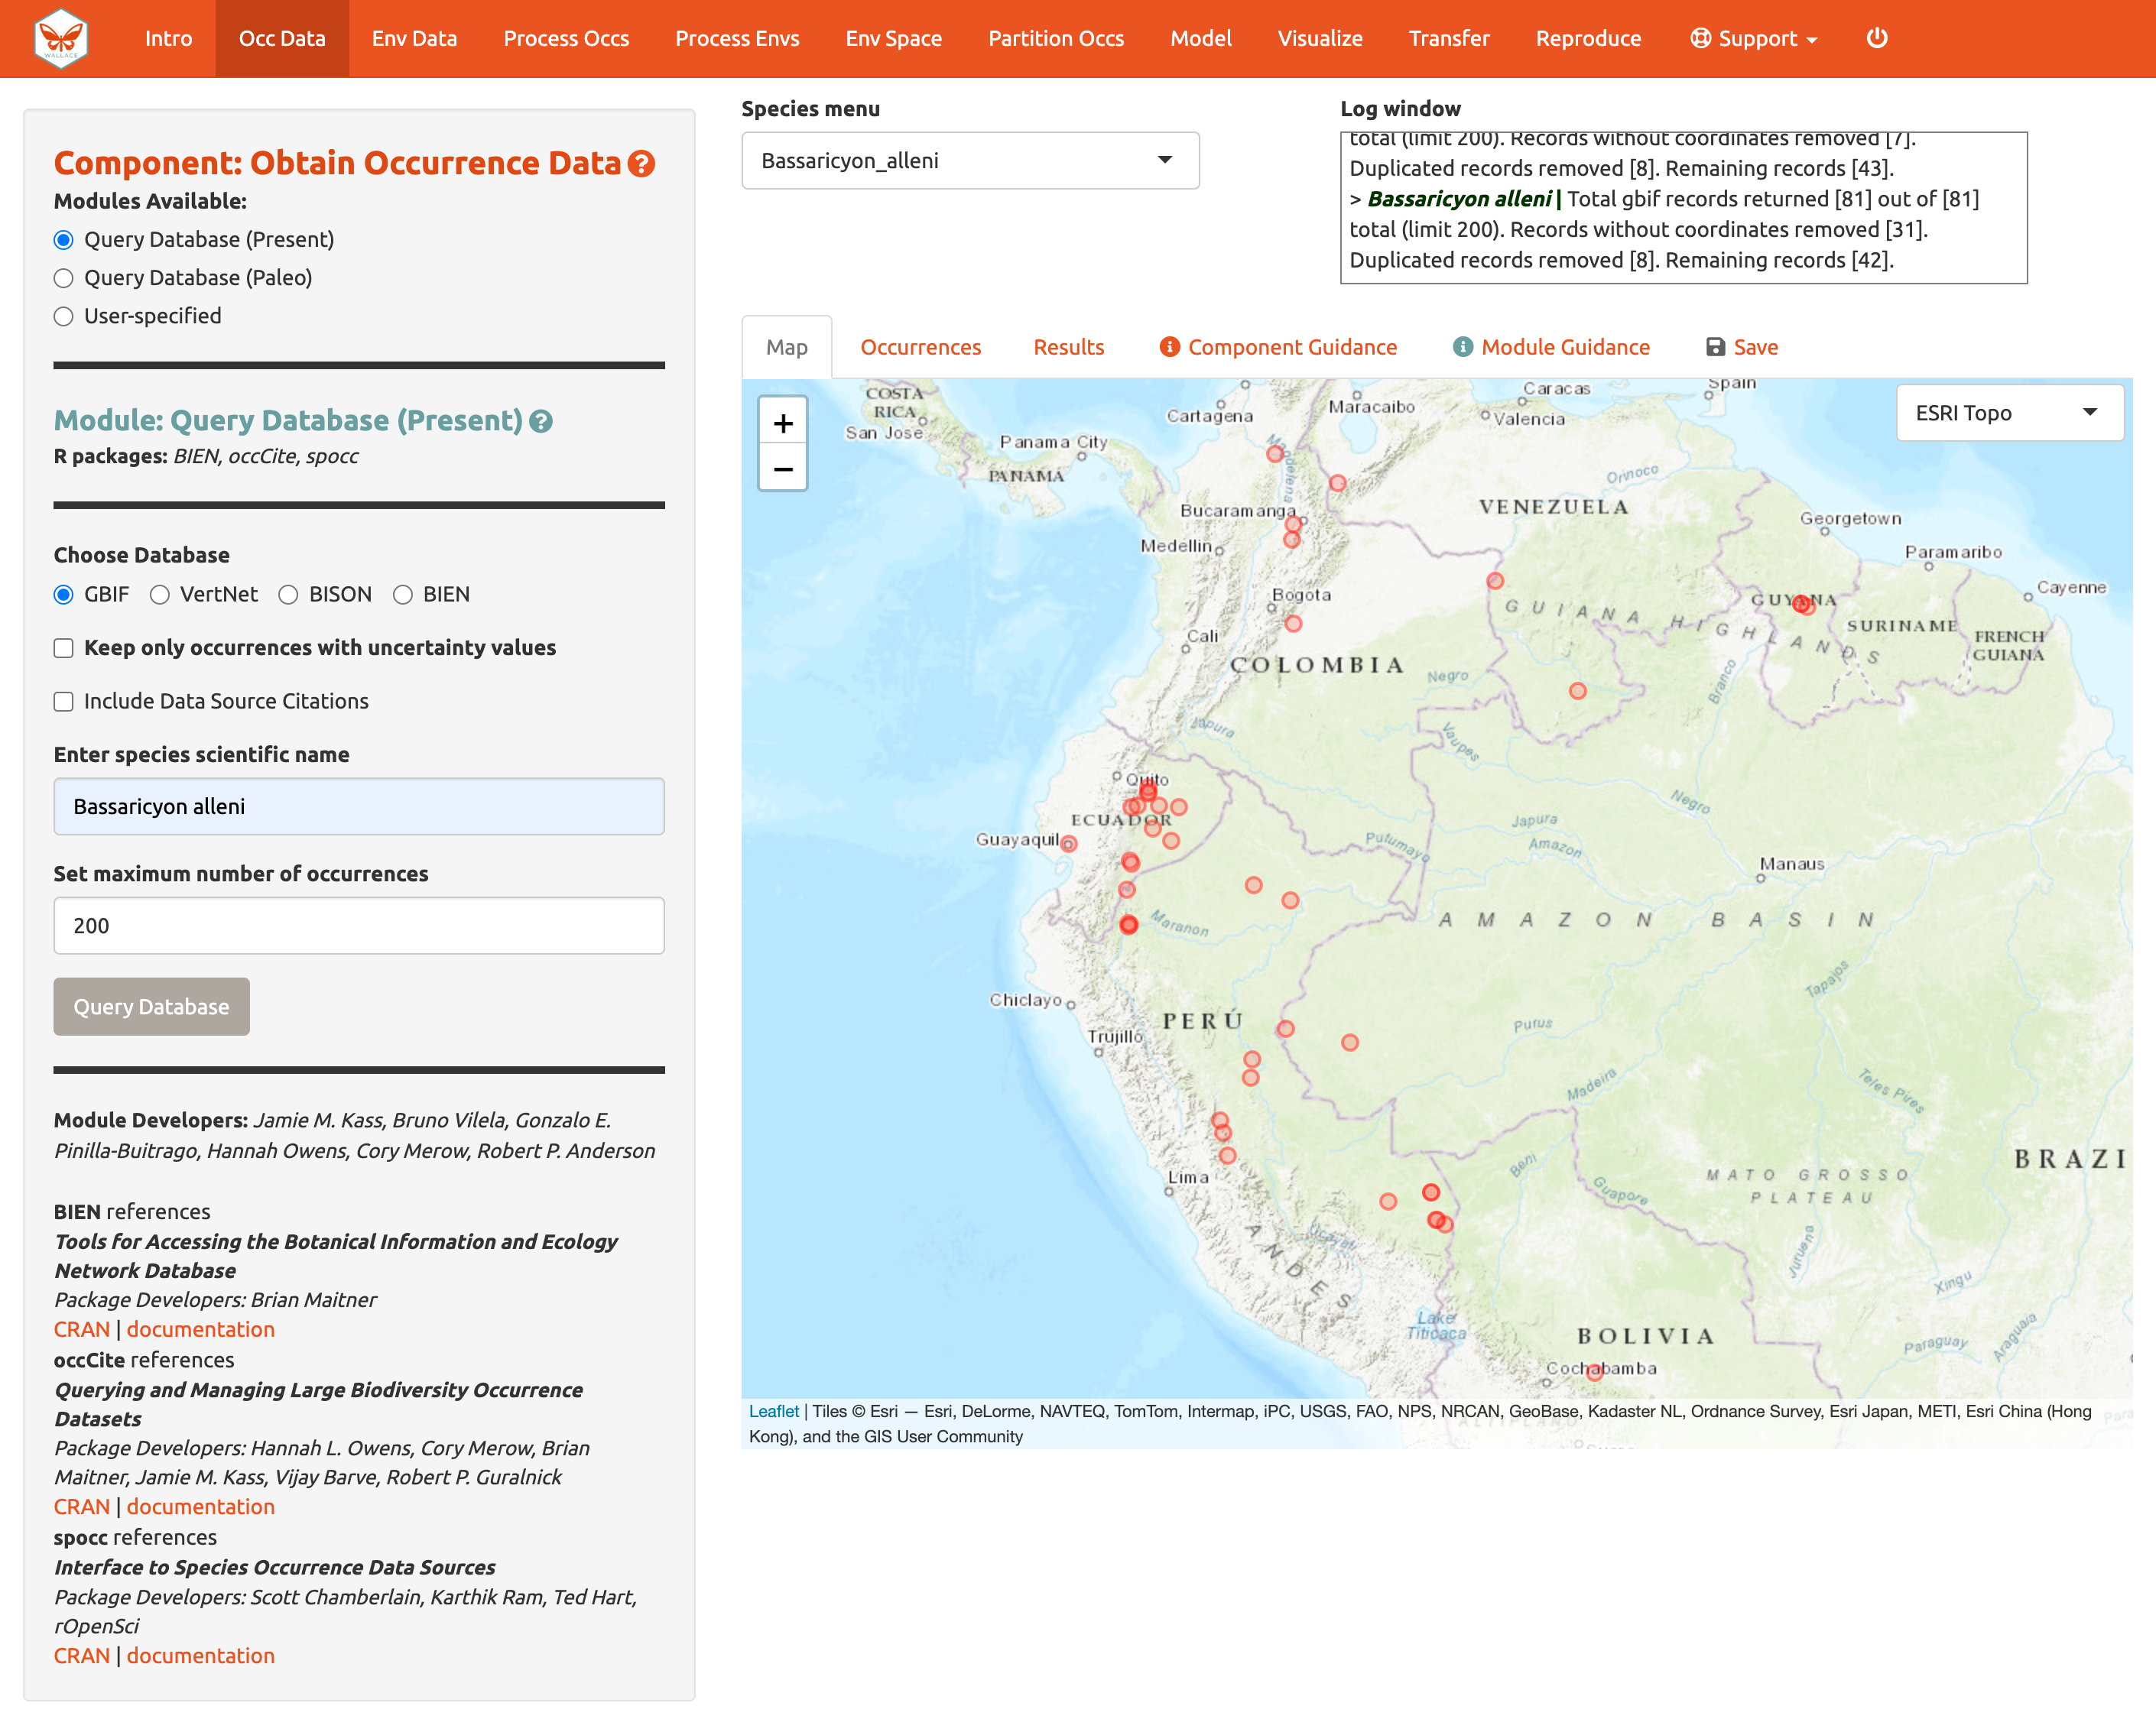 WALLACE
Intro
Occ Data
Env Data
Process Occs
Process Envs
Env Space
Partition Occs
Model
Visualize
Transfer
Reproduce
Support
Component: Obtain Occurrence Data
Modules Available:
Query Database (Present)
Query Database (Paleo)
User-specified
Module: Query Database (Present)
R packages: BIEN, occCite, spocc
Choose Database
GBIF VertNet BISON BIEN
Keep only occurrences with uncertainty values
Include Data Source Citations
Enter species scientific name
Bassaricyon alleni
Set maximum number of occurrences
200
Query Database
Module Developers: Jamie M. Kass, Bruno Vilela, Gonzalo E.
Pinilla-Buitrago, Hannah Owens, Cory Merow, Robert P. Anderson
BIEN references
Tools for Accessing the Botanical Information and Ecology
Network Database
Package Developers: Brian Maitner
CRAN | documentation
occCite references
Querying and Managing Large Biodiversity Occurrence
Datasets
Package Developers: Hannah L. Owens, Cory Merow, Brian
Maitner, Jamie M. Kass, Vijay Barve, Robert P. Guralnick
CRAN | documentation
spocc references
Interface to Species Occurrence Data Sources
Package Developers: Scott Chamberlain, Karthik Ram, Ted Hart,
rOpenSci
CRAN | documentation
Species menu
Bassaricyon_alleni
Log window
total (limit 200). Records without coordinates removed [7].
Duplicated records removed [8]. Remaining records [43].
> Bassaricyon alleni | Total gbif records returned [81] out of [81]
total (limit 200). Records without coordinates removed [31].
Duplicated records removed [8]. Remaining records [42].
Map
Occurrences
Results
Component Guidance
Module Guidance
Save
+
−
ESRI Topo
COSTA
RICA
San Jose
Panama City
PANAMÁ
Cartagena
Maracaibo
Caracas
Valencia
Spain
Orinoco
VENEZUELA
Bucaramanga
Medellin
Georgetown
Paramaribo
Cayenne
Bogota
GUYANA
GUIANA HIGHLANDS
SURINAME
FRENCH
GUIANA
Cali
COLOMBIA
Negro
Branco
Japura
Vaupes
Quito
ECUADOR
Guayaquil
Negro
Japura
Putumayo
Amazon
Manaus
Maranon
AMAZON BASIN
Tapajos
Chiclayo
PERÚ
Purus
Trujillo
Madeira
Teles Pires
BRAZI
Lima
Beni
MATO GROSSO
PLATEAU
Guapore
Ucayali
ANDES
Juruena
Xingu
Lake
Titicaca
BOLIVIA
Paraguay
Araguaia
Cochabamba
ALTIPLANO
Leaflet | Tiles © Esri — Esri, DeLorme, NAVTEQ, TomTom, Intermap, iPC, USGS, FAO, NPS, NRCAN, GeoBase, Kadaster NL, Ordnance Survey, Esri Japan, METI, Esri China (Hong
Kong), and the GIS User Community